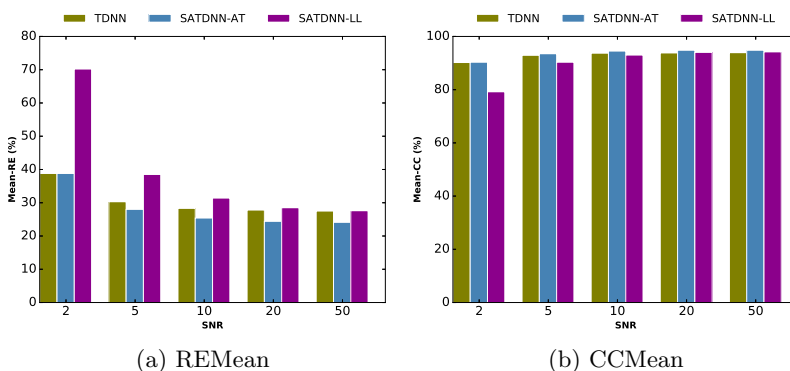 TDNN SATDNN-AT SATDNN-LL
80
70
60
50
40
30
20
10
0
Mean-RE (%)
2 5 10 20 50
SNR
(a) REMean
TDNN SATDNN-AT SATDNN-LL
100
80
60
40
20
0
Mean-CC (%)
2 5 10 20 50
SNR
(b) CCMean